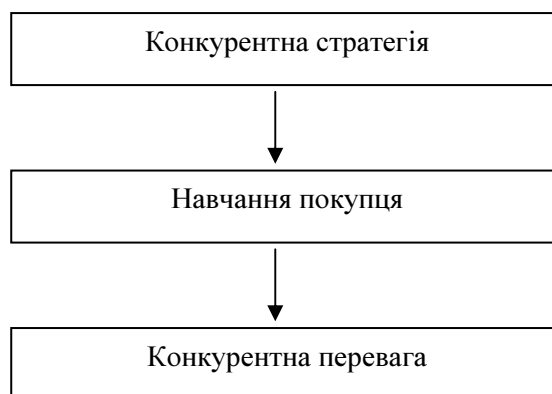 Конкурентна стратегія
Навчання покупця
Конкурентна перевага